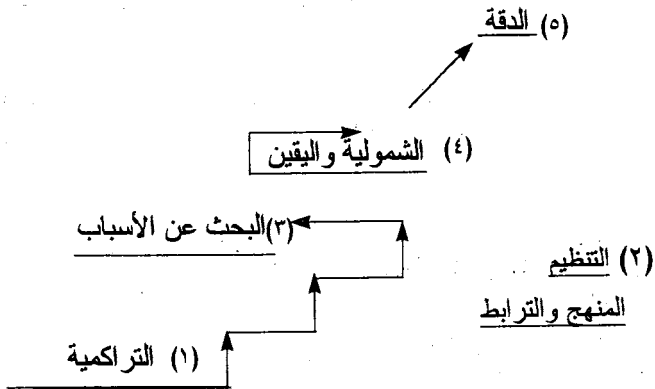 (٥) الدقة
(٤) الشمولية واليقين
(٣) البحث عن الأسباب
(٢) التنظيم
المنهج والترابط
(١) التراكمية